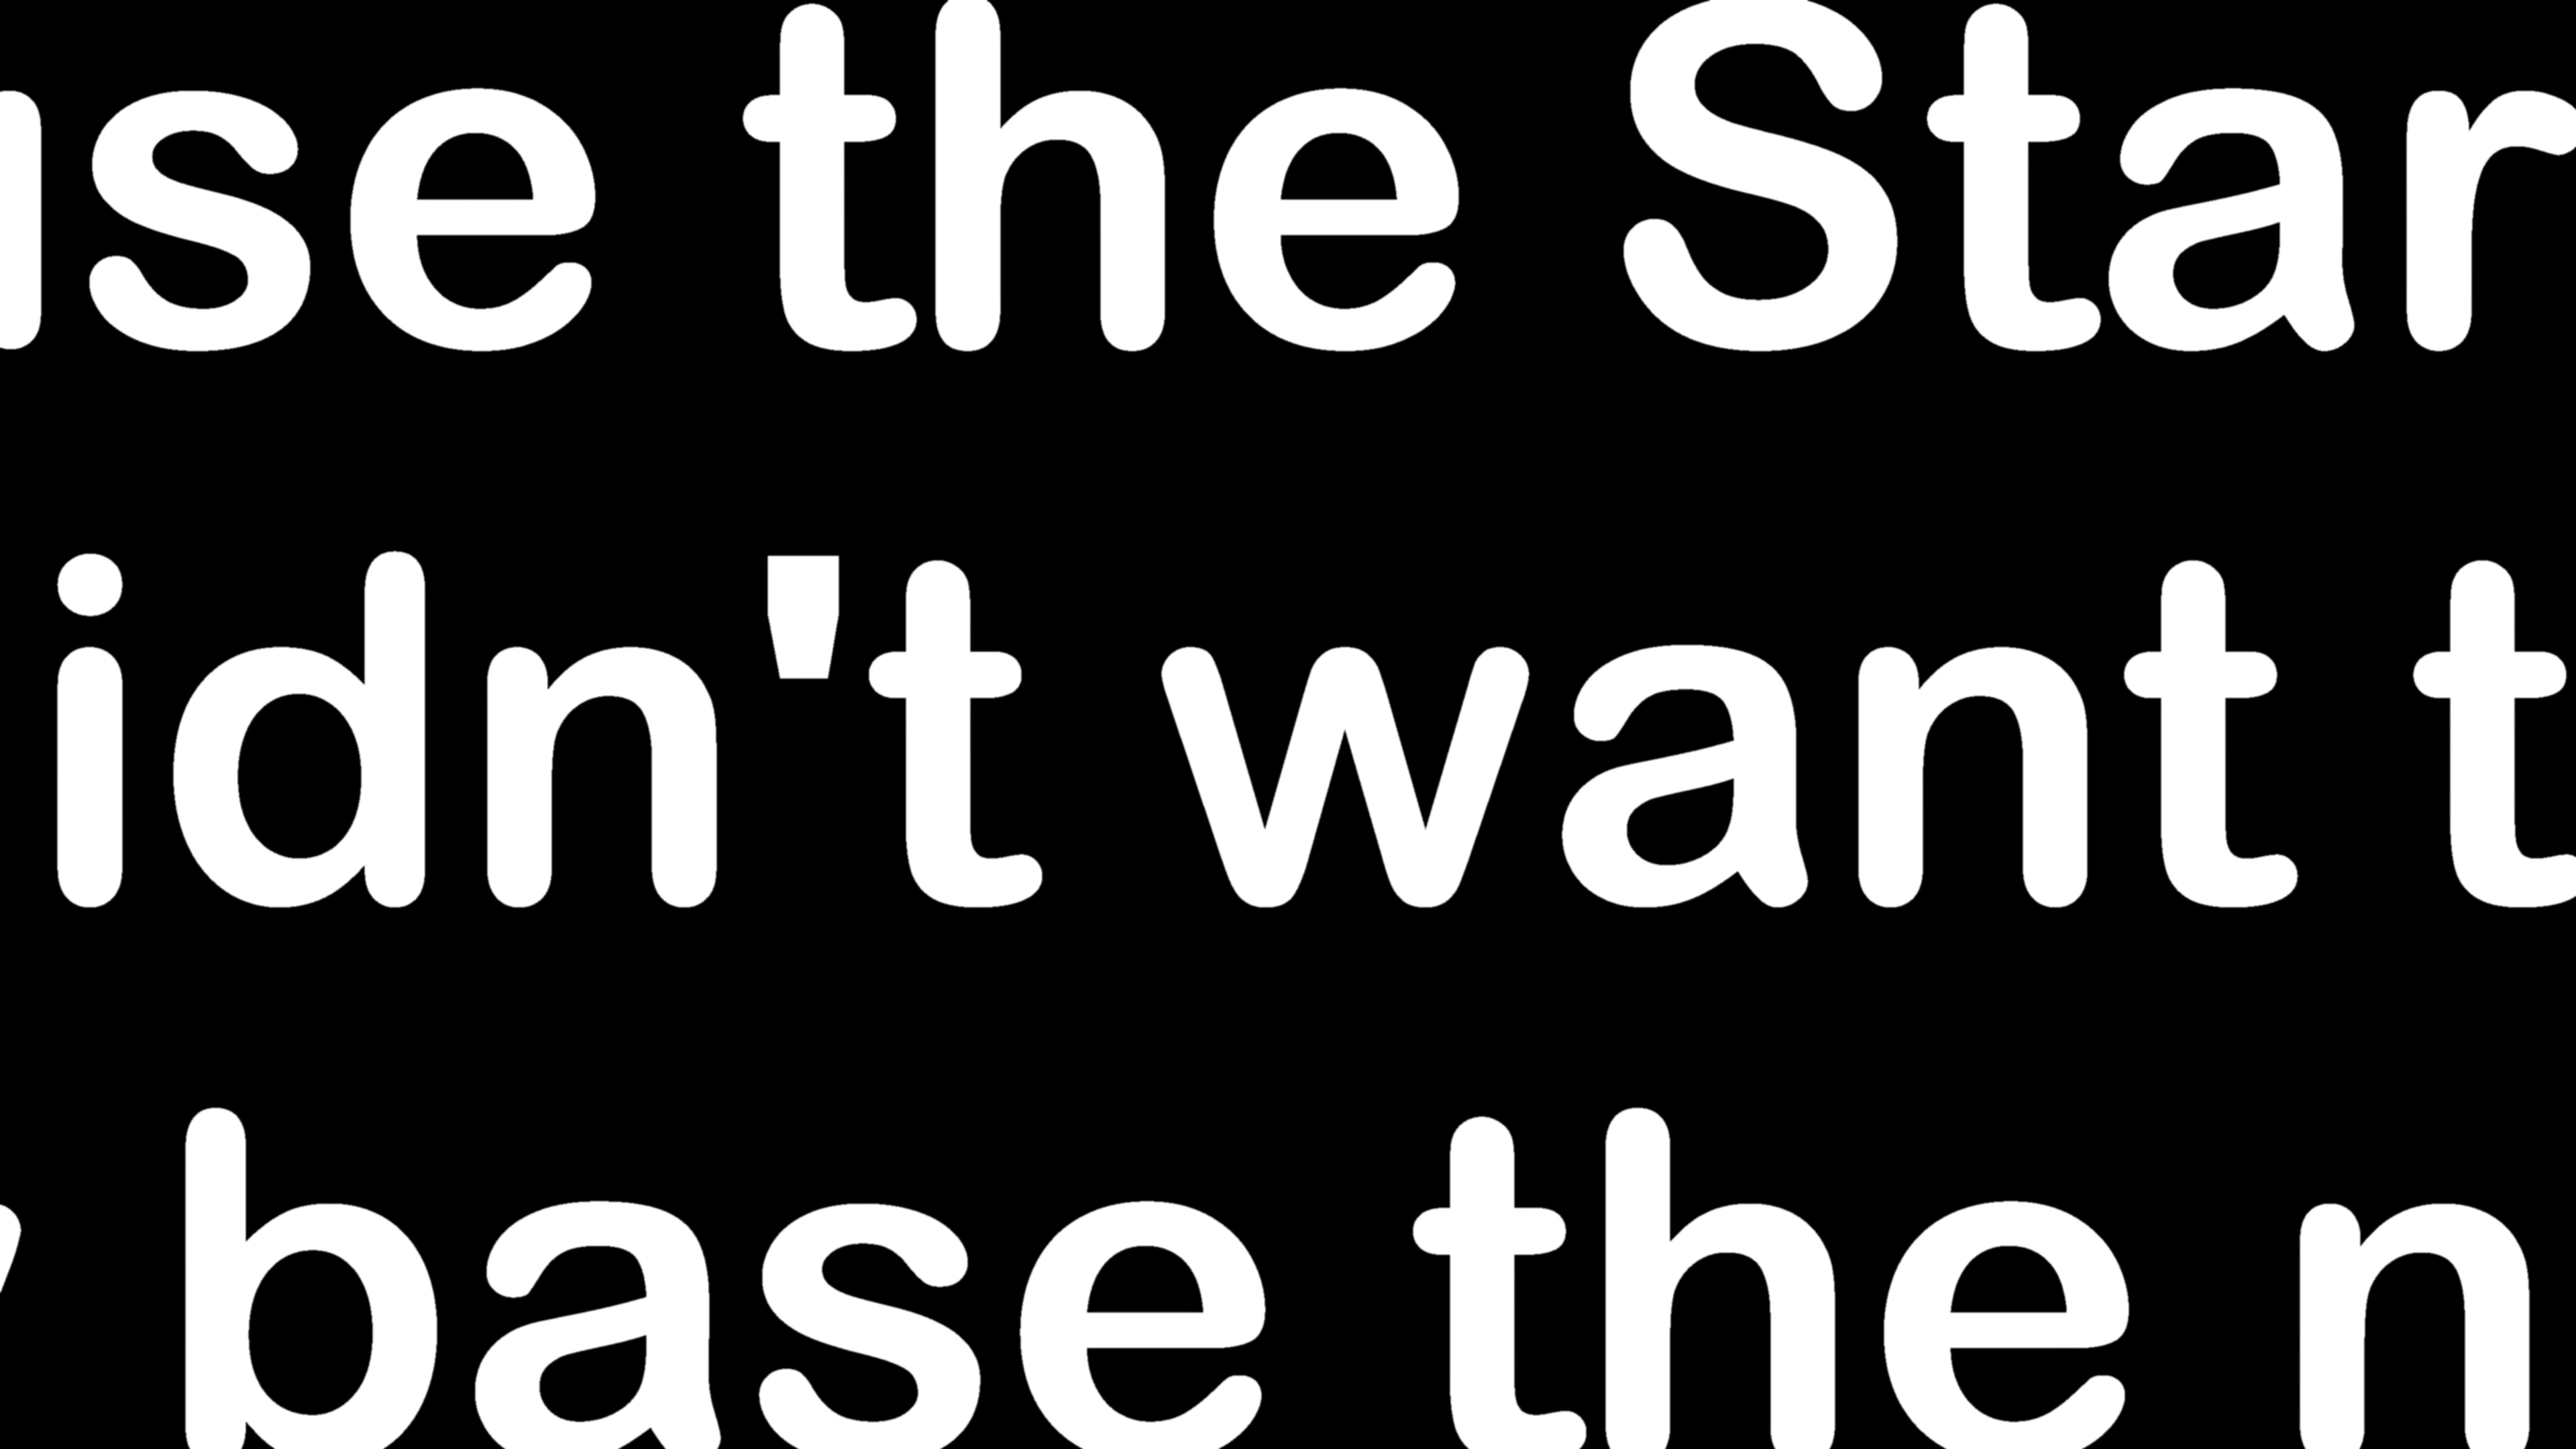 se the Star
idn't want t
base the n